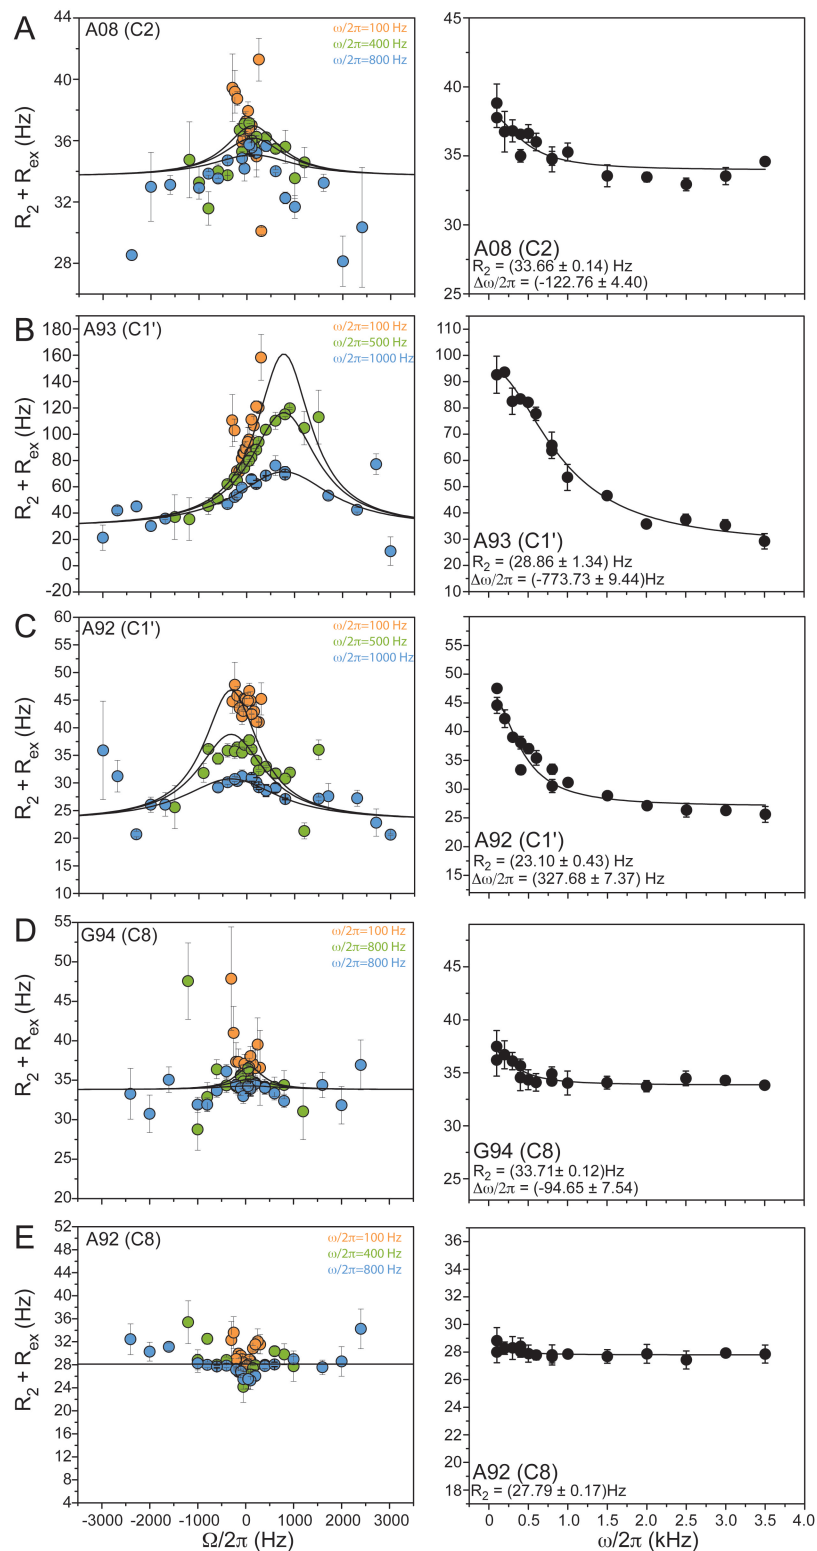 A
A08 (C2)
ω/2π=100 Hz
ω/2π=400 Hz
ω/2π=800 Hz
R2 + Rex (Hz)
44
40
36
32
28
45
40
35
30
25
A08 (C2)
R2 = (33.66 ± 0.14) Hz
Δω/2π = (-122.76 ± 4.40)
B
A93 (C1')
ω/2π=100 Hz
ω/2π=500 Hz
ω/2π=1000 Hz
R2 + Rex (Hz)
180
160
140
120
100
80
60
40
20
0
-20
110
100
90
80
70
60
50
40
30
20
10
A93 (C1')
R2 = (28.86 ± 1.34) Hz
Δω/2π = (-773.73 ± 9.44)Hz
C
A92 (C1')
ω/2π=100 Hz
ω/2π=500 Hz
ω/2π=1000 Hz
R2 + Rex (Hz)
60
55
50
45
40
35
30
25
20
15
10
55
50
45
40
35
30
25
20
15
A92 (C1')
R2 = (23.10 ± 0.43) Hz
Δω/2π = (327.68 ± 7.37) Hz
D
G94 (C8)
ω/2π=100 Hz
ω/2π=800 Hz
ω/2π=800 Hz
R2 + Rex (Hz)
55
50
45
40
35
30
25
20
45
40
35
30
25
G94 (C8)
R2 = (33.71± 0.12)Hz
Δω/2π = (-94.65 ± 7.54)
E
A92 (C8)
ω/2π=100 Hz
ω/2π=400 Hz
ω/2π=800 Hz
R2 + Rex (Hz)
52
48
44
40
36
32
28
24
20
16
12
8
4
36
34
32
30
28
26
24
22
20
18
A92 (C8)
R2 = (27.79 ± 0.17)Hz
-3000 -2000 -1000 0 1000 2000 3000
Ω/2π (Hz)
0 0.5 1.0 1.5 2.0 2.5 3.0 3.5 4.0
ω/2π (kHz)